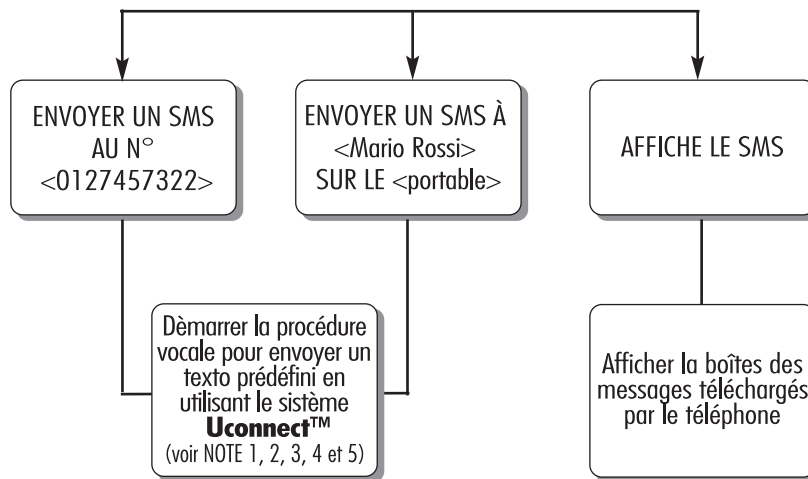 ENVOYER UN SMS
AU N°
<0127457322>
ENVOYER UN SMS À
<Mario Rossi>
SUR LE <portable>
AFFICHE LE SMS
Dèmarrer la procédure
vocale pour envoyer un
texto prédéfini en
utilisant le sistème
Uconnect™
(voir NOTE 1, 2, 3, 4 et 5)
Afficher la boîtes des
messages téléchargés
par le téléphone